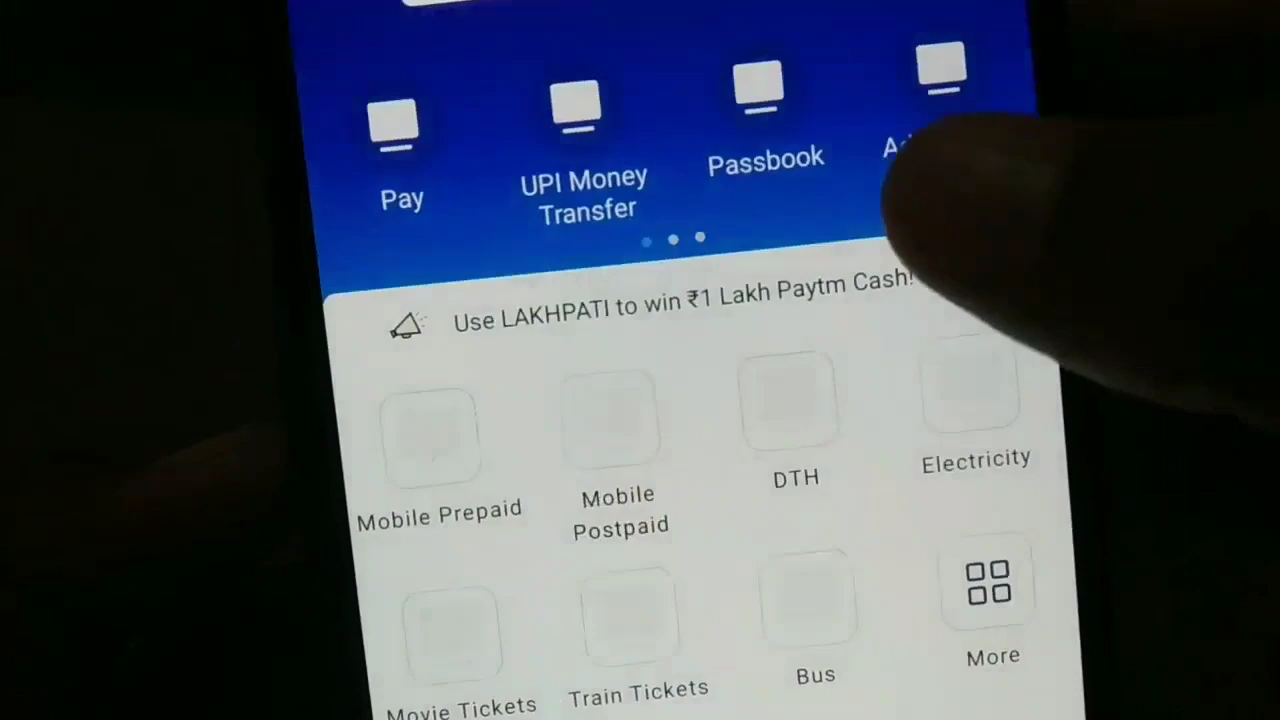 Pay
UPI Money
Transfer
Passbook
Use LAKHPATI to win ₹1 Lakh Paytm Cash!
Mobile Prepaid
Mobile
Postpaid
DTH
Electricity
Movie Tickets
Train Tickets
Bus
More